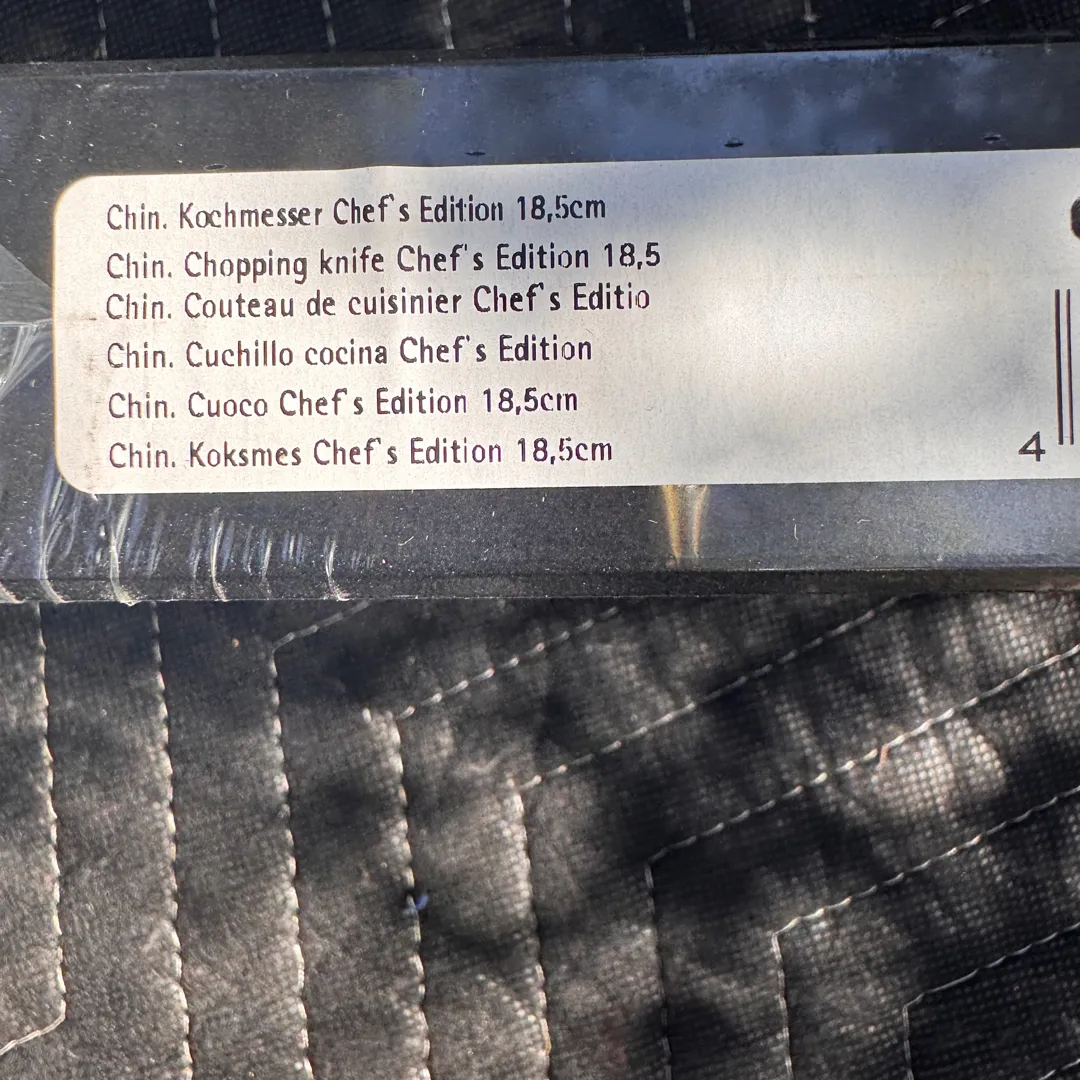 Chin. Kochmesser Chef's Edition 18,5cm
Chin. Chopping knife Chef's Edition 18,5
Chin. Couteau de cuisinier Chef's Editio
Chin. Cuchillo cocina Chef's Edition
Chin. Cuoco Chef's Edition 18,5cm
Chin. Koksmes Chef's Edition 18,5cm
4